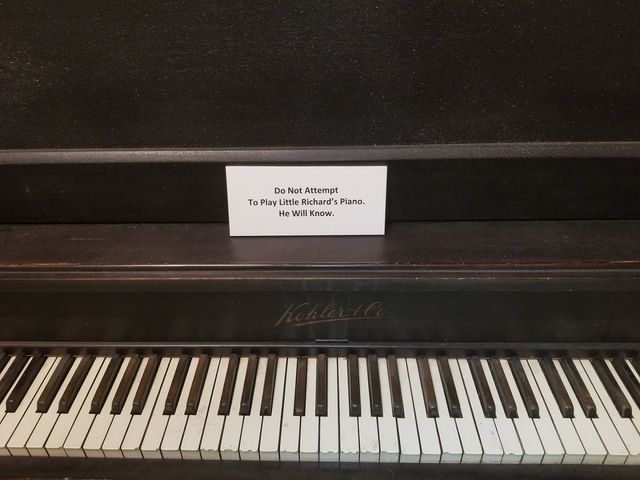 Do Not Attempt
To Play Little Richard's Piano.
He Will Know.
Kohler & Co.